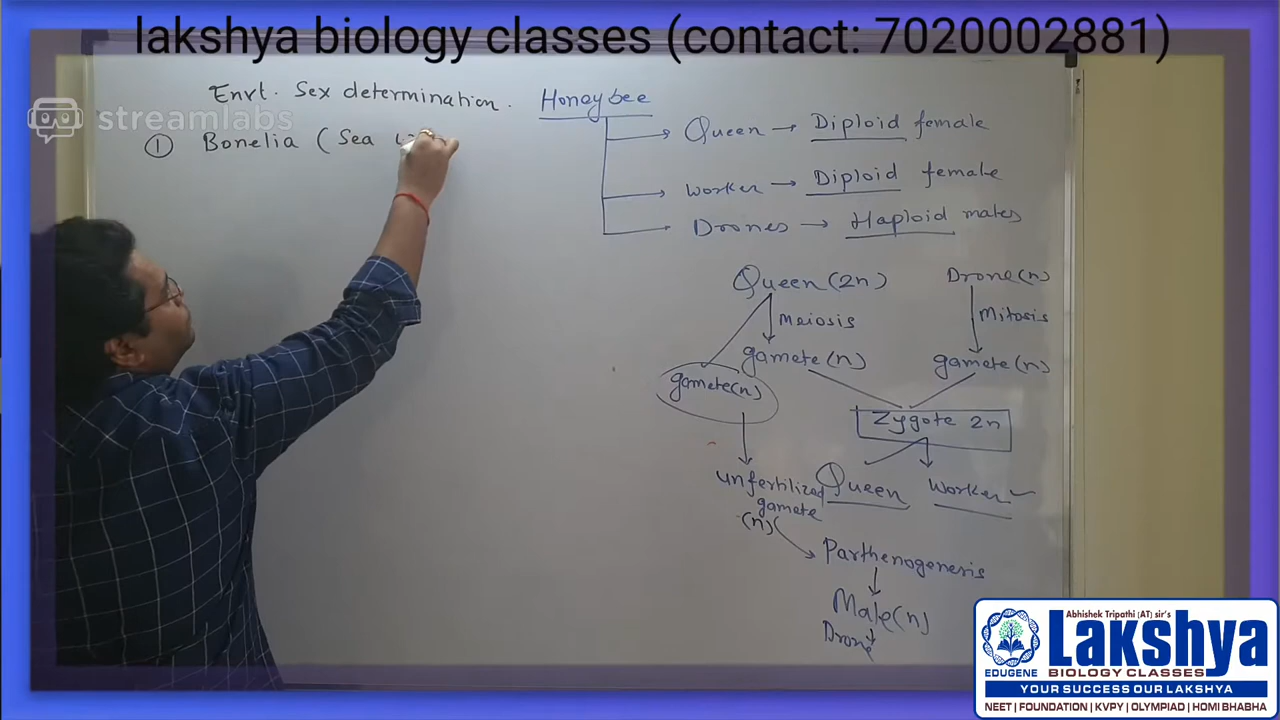 lakshya biology classes (contact: 7020002881)
streamlabs
Envt. Sex determination.
① Bonelia (Sea
Honeybee
Queen → Diploid female
Worker → Diploid female
Drones → Haploid males
Queen (2n)
Meiosis
gamete (n)
gamete (n)
Drone (n)
Mitosis
gamete (n)
Zygote 2n
Queen
Worker
unfertilized
gamete
(n)
Parthenogenesis
Male (n)
Drone
Abhishek Tripathi (AT) sir's
Lakshya
EDUGENE
BIOLOGY CLASSES
YOUR SUCCESS OUR LAKSHYA
NEET | FOUNDATION | KVPY | OLYMPIAD | HOMI BHABHA